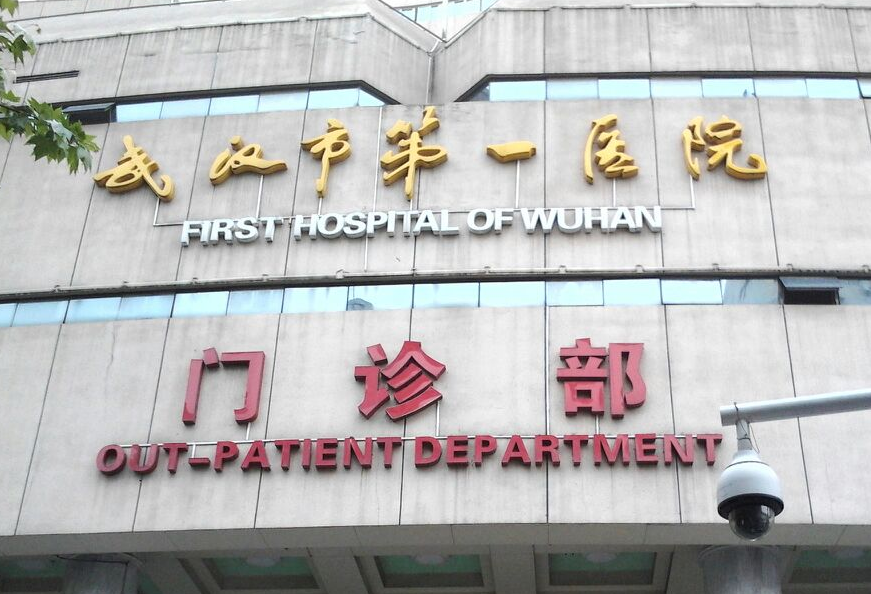 武汉市第一医院
FIRST HOSPITAL OF WUHAN
门诊部
OUT-PATIENT DEPARTMENT